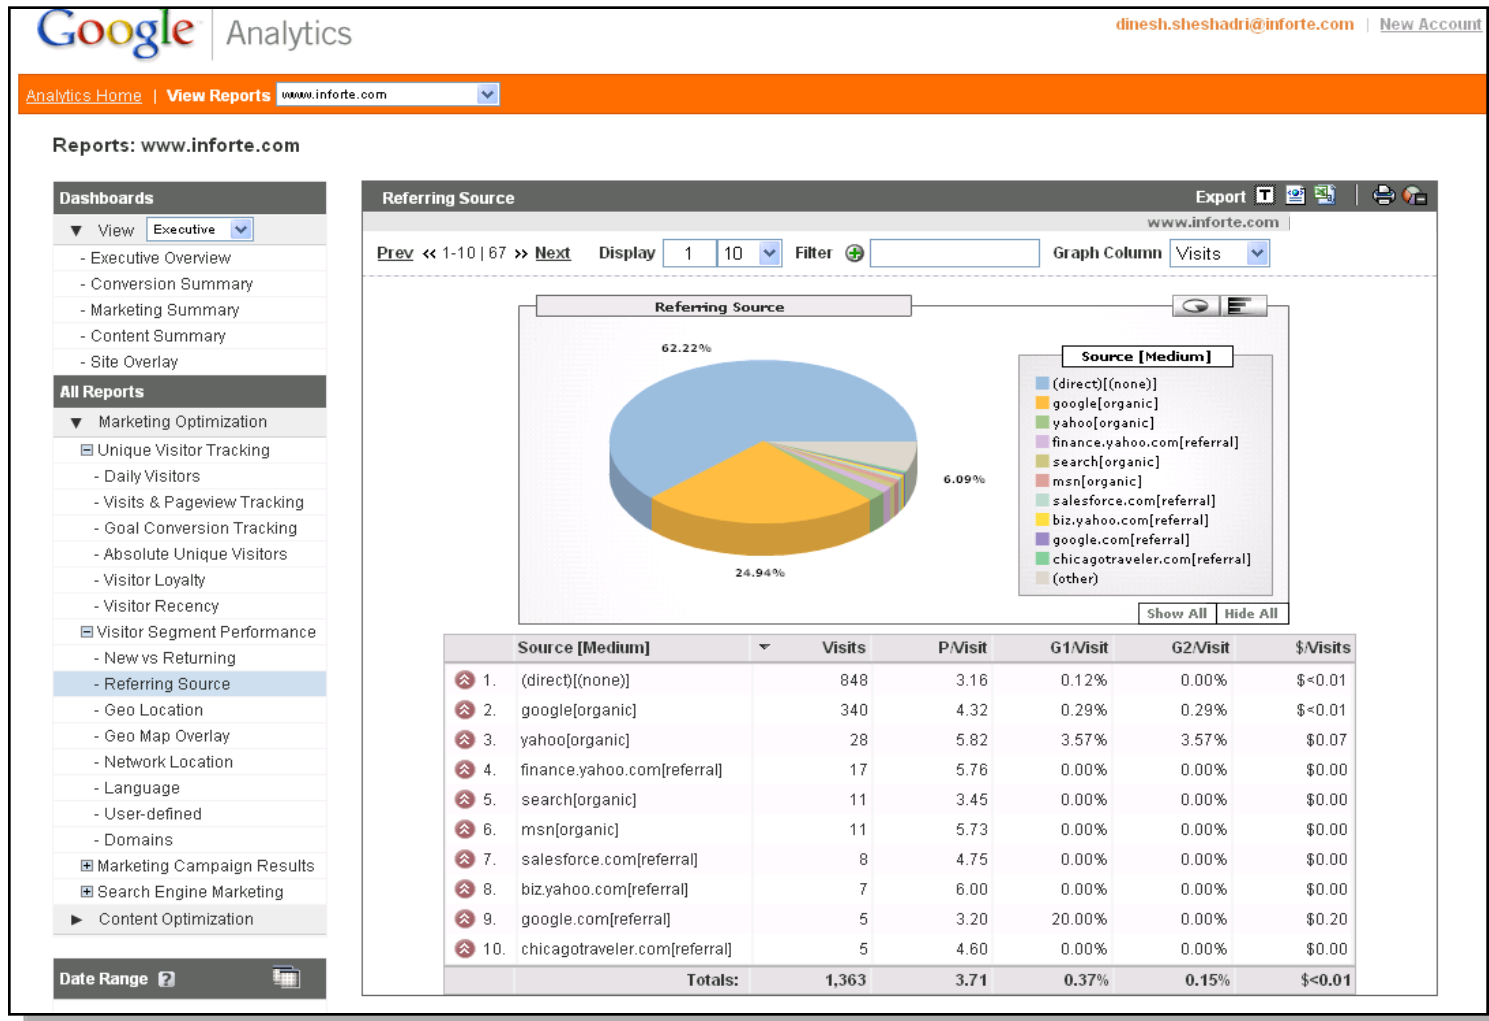 Google Analytics
dinesh.sheshadri@inforte.com | New Account
Analytics Home | View Reports www.inforte.com
Reports: www.inforte.com
Dashboards
View Executive
- Executive Overview
- Conversion Summary
- Marketing Summary
- Content Summary
- Site Overlay
All Reports
Marketing Optimization
Unique Visitor Tracking
- Daily Visitors
- Visits & Pageview Tracking
- Goal Conversion Tracking
- Absolute Unique Visitors
- Visitor Loyalty
- Visitor Recency
Visitor Segment Performance
- New vs Returning
- Referring Source
- Geo Location
- Geo Map Overlay
- Network Location
- Language
- User-defined
- Domains
Marketing Campaign Results
Search Engine Marketing
Content Optimization
Date Range ?
Referring Source Export T
www.inforte.com
Prev « 1-10 | 67 » Next Display 1 10 Filter Graph Column Visits
Referring Source
62.22%
6.09%
24.94%
Source [Medium]
(direct)[(none)]
google[organic]
yahoo[organic]
finance.yahoo.com[referral]
search[organic]
msn[organic]
salesforce.com[referral]
biz.yahoo.com[referral]
google.com[referral]
chicagotraveler.com[referral]
(other)
Show All Hide All
Source [Medium] Visits P/Visit G1/Visit G2/Visit $/Visits
1. (direct)[(none)] 848 3.16 0.12% 0.00% $<0.01
2. google[organic] 340 4.32 0.29% 0.29% $<0.01
3. yahoo[organic] 28 5.82 3.57% 3.57% $0.07
4. finance.yahoo.com[referral] 17 5.76 0.00% 0.00% $0.00
5. search[organic] 11 3.45 0.00% 0.00% $0.00
6. msn[organic] 11 5.73 0.00% 0.00% $0.00
7. salesforce.com[referral] 8 4.75 0.00% 0.00% $0.00
8. biz.yahoo.com[referral] 7 6.00 0.00% 0.00% $0.00
9. google.com[referral] 5 3.20 20.00% 0.00% $0.20
10. chicagotraveler.com[referral] 5 4.60 0.00% 0.00% $0.00
Totals: 1,363 3.71 0.37% 0.15% $<0.01